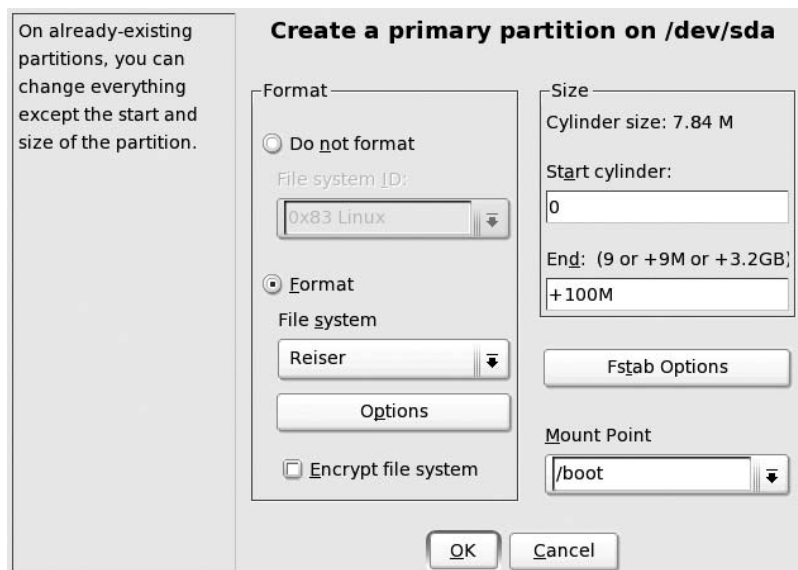 On already-existing
partitions, you can
change everything
except the start and
size of the partition.
Create a primary partition on /dev/sda
Format
Do not format
File system ID:
0x83 Linux
Format
File system
Reiser
Options
Encrypt file system
Size
Cylinder size: 7.84 M
Start cylinder:
0
End: (9 or +9M or +3.2GB)
+100M
Fstab Options
Mount Point
/boot
OK
Cancel